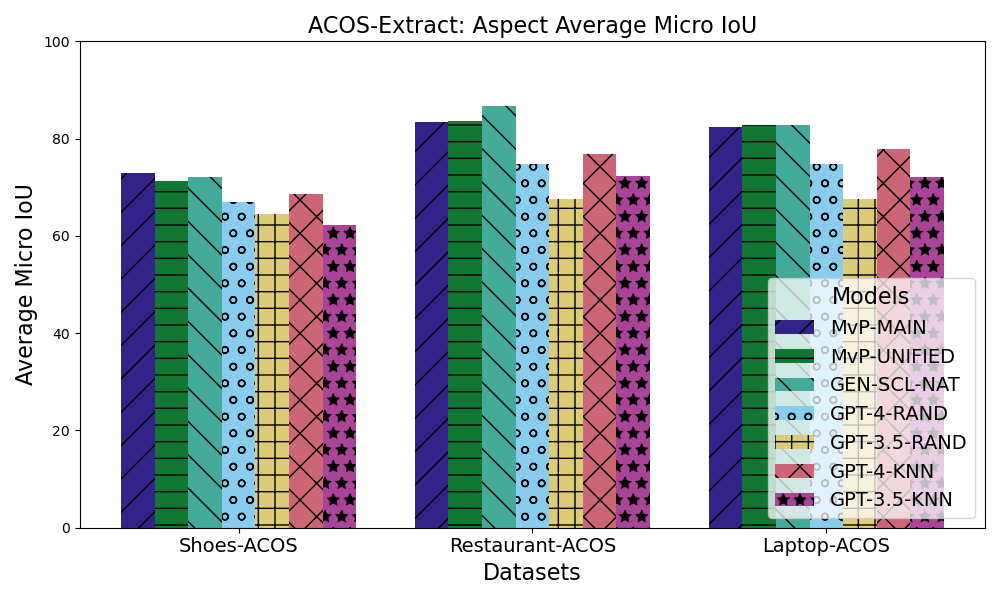 ACOS-Extract: Aspect Average Micro IoU
100
80
60
40
20
0
Average Micro IoU
Shoes-ACOS
Restaurant-ACOS
Laptop-ACOS
Datasets
Models
MvP-MAIN
MvP-UNIFIED
GEN-SCL-NAT
GPT-4-RAND
GPT-3.5-RAND
GPT-4-KNN
GPT-3.5-KNN